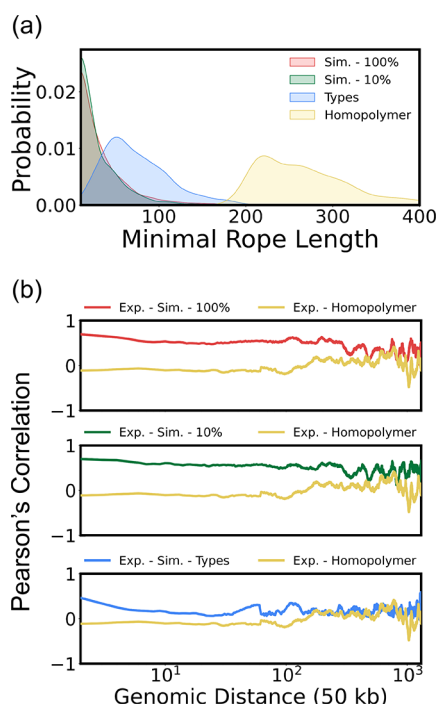 (a)
Probability
0.02
0.01
0.00
Sim. - 100%
Sim. - 10%
Types
Homopolymer
100 200 300 400
Minimal Rope Length
(b)
Pearson's Correlation
Exp. - Sim. - 100% Exp. - Homopolymer
1
0
−1
Exp. - Sim. - 10% Exp. - Homopolymer
1
0
−1
Exp. - Sim. - Types Exp. - Homopolymer
1
0
−1
10¹ 10² 10³
Genomic Distance (50 kb)